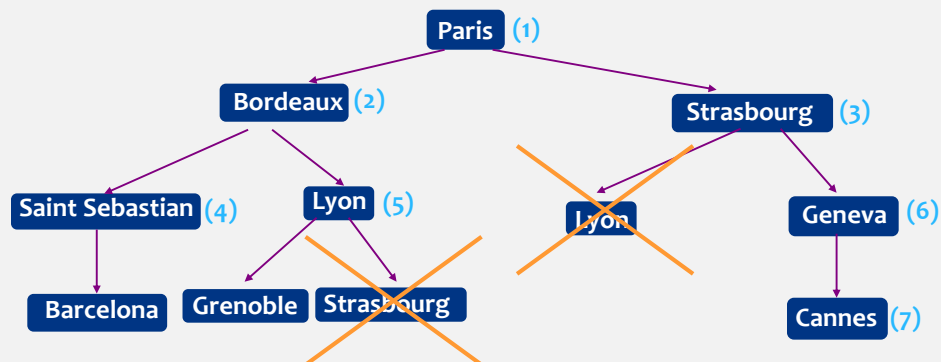 Paris (1)
Bordeaux (2)
Strasbourg (3)
Saint Sebastian (4)
Lyon (5)
Lyon
Geneva (6)
Barcelona
Grenoble
Strasbourg
Cannes (7)